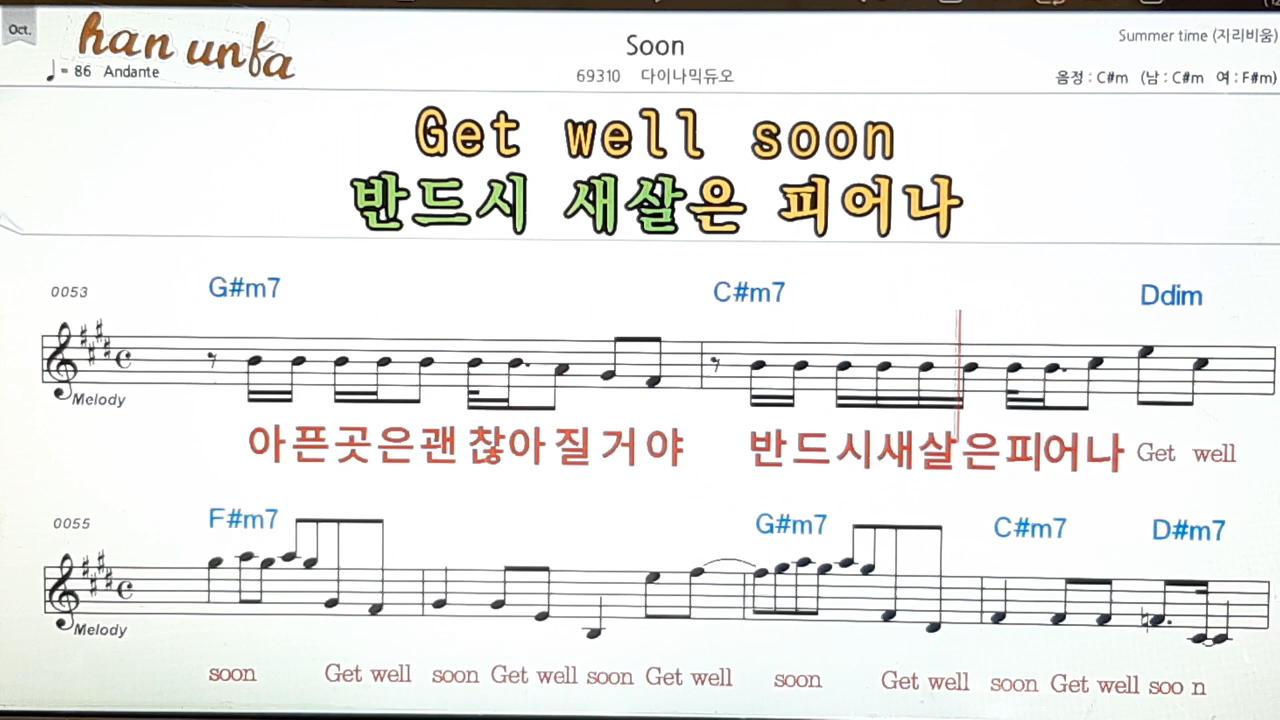 Oct.
han unfa
♩= 86 Andante
Soon
69310 다이나믹듀오
Summer time (지리비움)
음정 : C#m (남 : C#m 여 : F#m)
Get well soon
반드시 새살은 피어나
0053 G#m7 C#m7 Ddim
Melody
아픈곳은괜찮아질거야 반드시새살은피어나 Get well
0055 F#m7 G#m7 C#m7 D#m7
Melody
soon Get well soon Get well soon Get well soon Get well soon Get well soo n